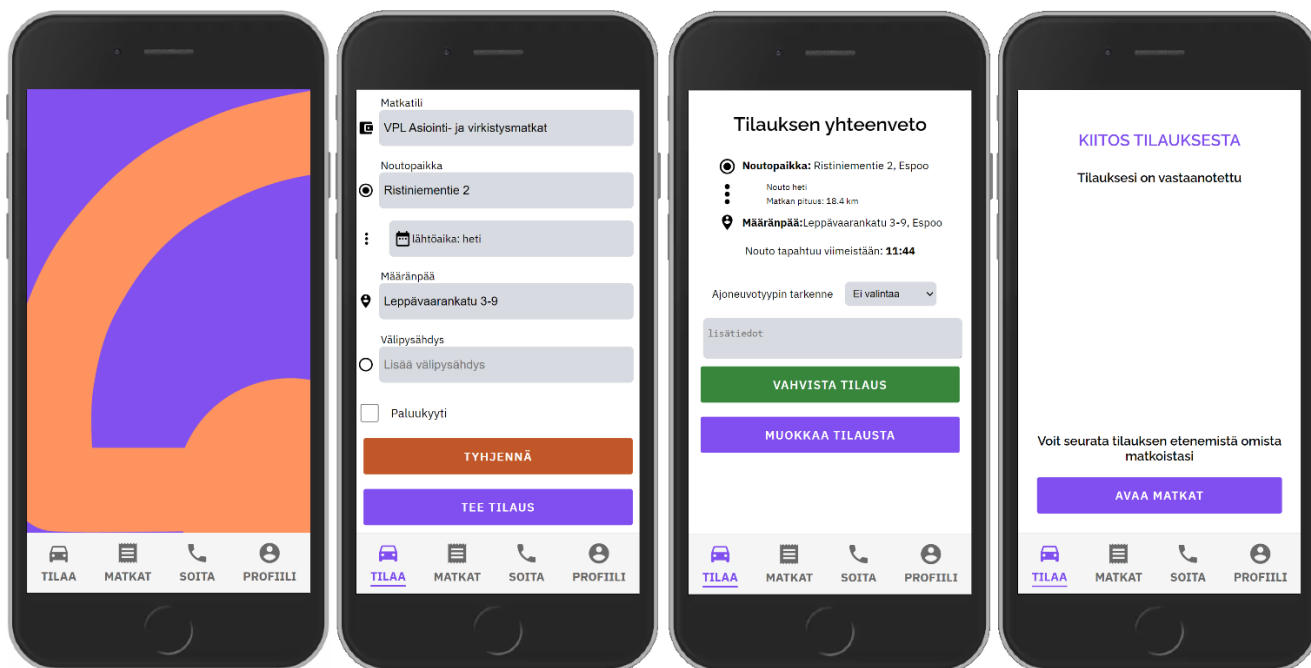 TILAA MATKAT SOITA PROFIILI
Matkatili
VPL Asiointi- ja virkistysmatkat
Noutopaikka
Ristiniementie 2
lähtöaika: heti
Määränpää
Leppävaarankatu 3-9
Välipysähdys
Lisää välipysähdys
Paluukyyti
TYHJENNÄ
TEE TILAUS
TILAA MATKAT SOITA PROFIILI
Tilauksen yhteenveto
Noutopaikka: Ristiniementie 2, Espoo
Nouto heti
Matkan pituus: 18.4 km
Määränpää:Leppävaarankatu 3-9, Espoo
Nouto tapahtuu viimeistään: 11:44
Ajoneuvotyypin tarkenne Ei valintaa
lisätiedot
VAHVISTA TILAUS
MUOKKAA TILAUSTA
TILAA MATKAT SOITA PROFIILI
KIITOS TILAUKSESTA
Tilauksesi on vastaanotettu
Voit seurata tilauksen etenemistä omista
matkoistasi
AVAA MATKAT
TILAA MATKAT SOITA PROFIILI